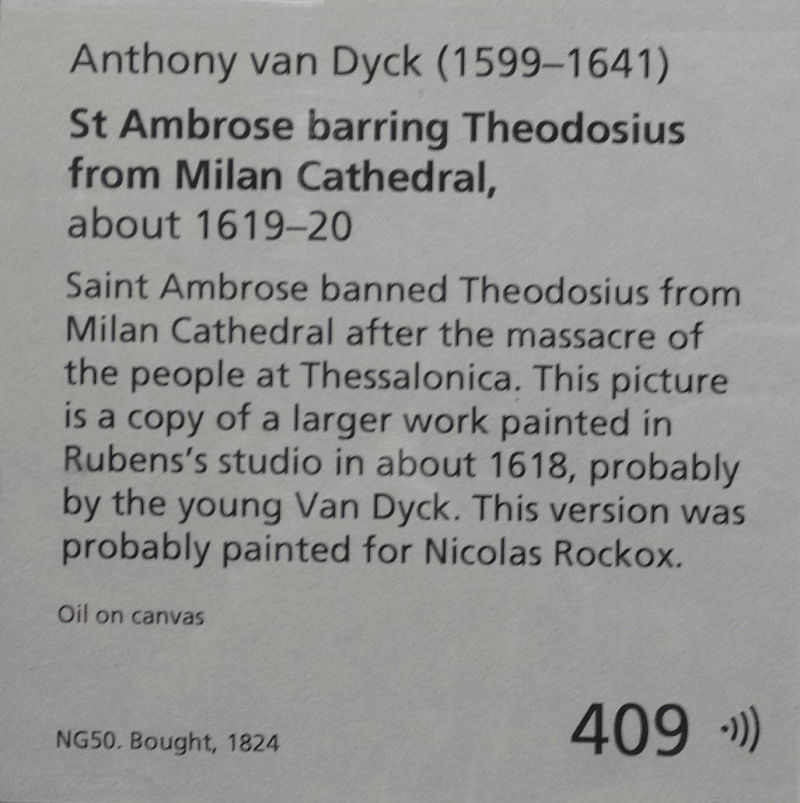 Anthony van Dyck (1599–1641)
St Ambrose barring Theodosius
from Milan Cathedral,
about 1619–20
Saint Ambrose banned Theodosius from
Milan Cathedral after the massacre of
the people at Thessalonica. This picture
is a copy of a larger work painted in
Rubens's studio in about 1618, probably
by the young Van Dyck. This version was
probably painted for Nicolas Rockox.
Oil on canvas
NG50. Bought, 1824
409